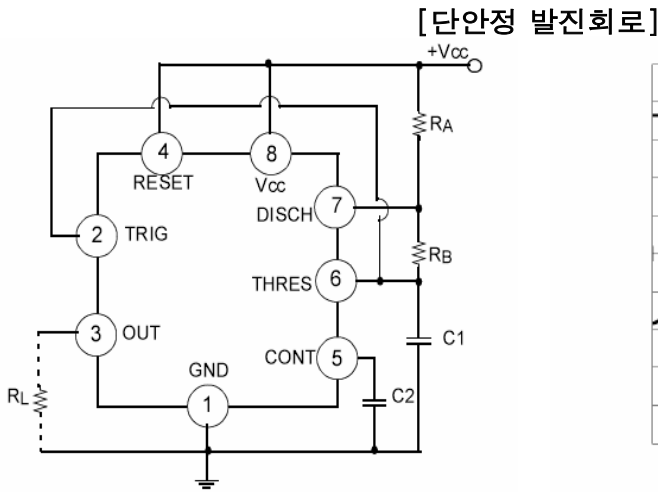 [단안정 발진회로]
+Vcc
RA
4
8
RESET
Vcc
7
DISCH
2
TRIG
RB
6
THRES
3
OUT
C1
5
CONT
GND
RL
C2
1